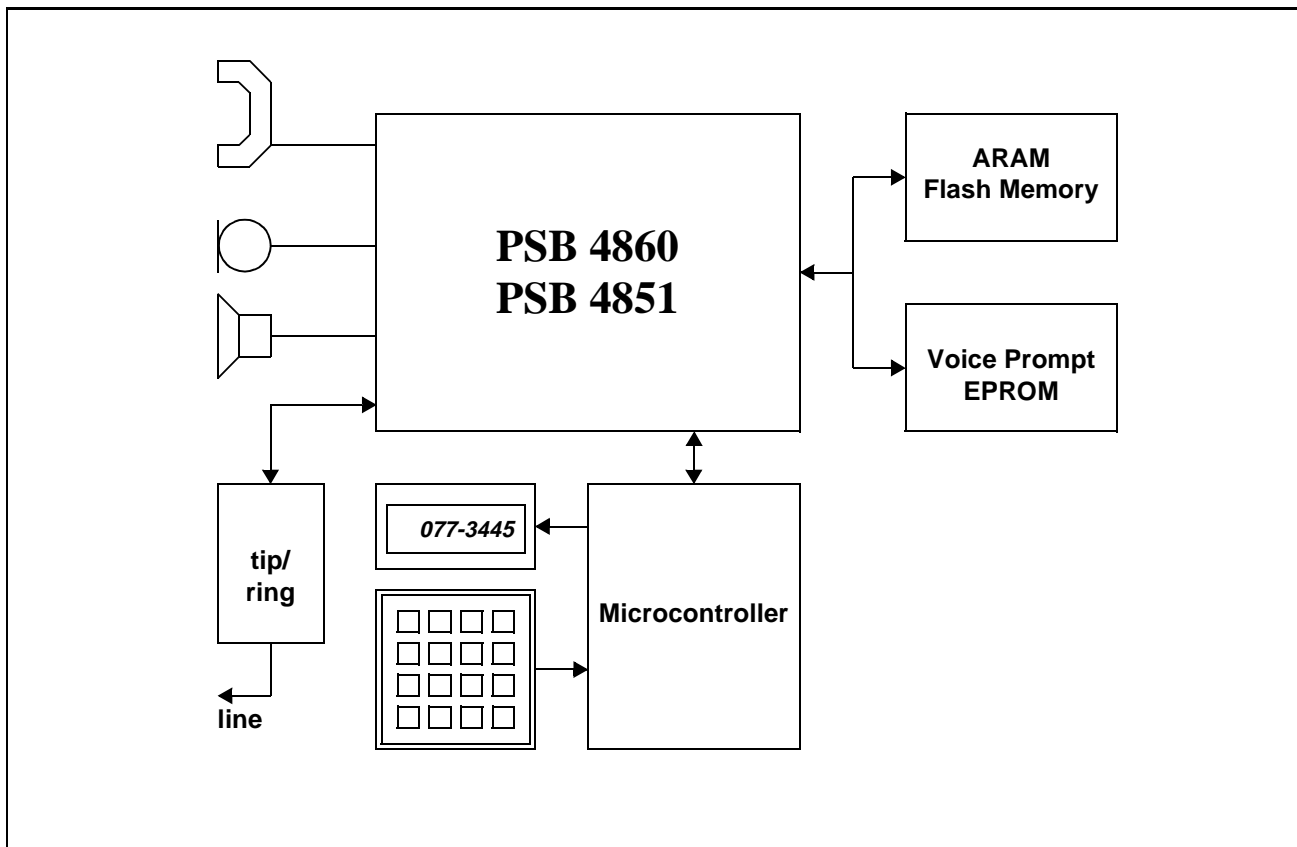 PSB 4860
PSB 4851
ARAM
Flash Memory
Voice Prompt
EPROM
tip/
ring
line
077-3445
Microcontroller